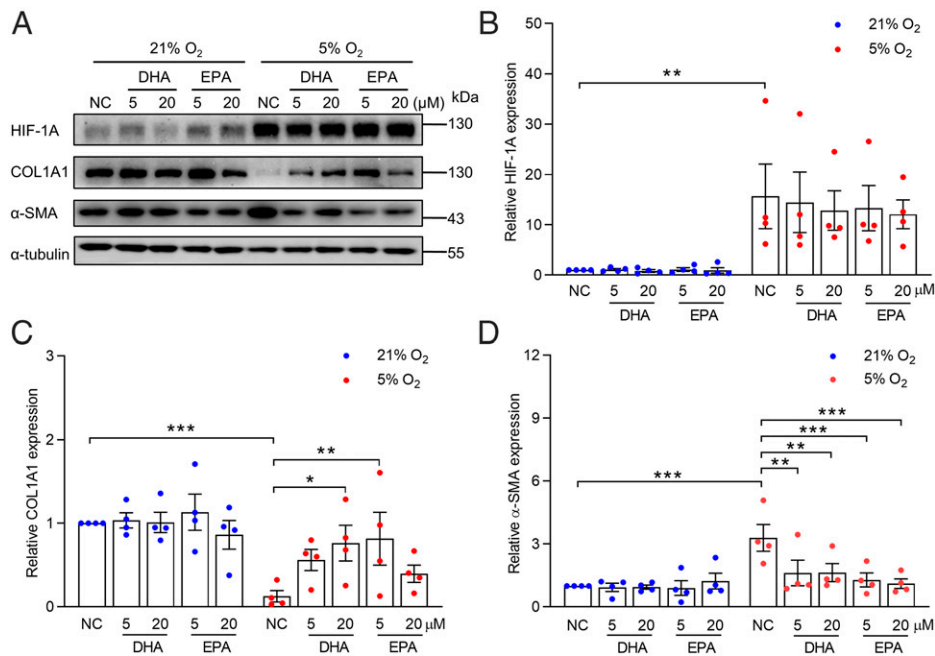 A
21% O2 5% O2
DHA EPA DHA EPA
NC 5 20 5 20 NC 5 20 5 20 (μM) kDa
HIF-1A 130
COL1A1 130
α-SMA 43
α-tubulin 55
B
21% O2
5% O2
Relative HIF-1A expression
50
40
30
20
10
0
**
NC 5 20 5 20 NC 5 20 5 20 μM
DHA EPA DHA EPA
C
21% O2
5% O2
Relative COL1A1 expression
3
2
1
0
***
**
*
NC 5 20 5 20 NC 5 20 5 20 μM
DHA EPA DHA EPA
D
21% O2
5% O2
Relative α-SMA expression
12
9
6
3
0
***
***
**
**
***
NC 5 20 5 20 NC 5 20 5 20 μM
DHA EPA DHA EPA